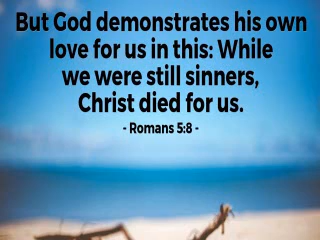 But God demonstrates his own
love for us in this: While
we were still sinners,
Christ died for us.
- Romans 5:8 -